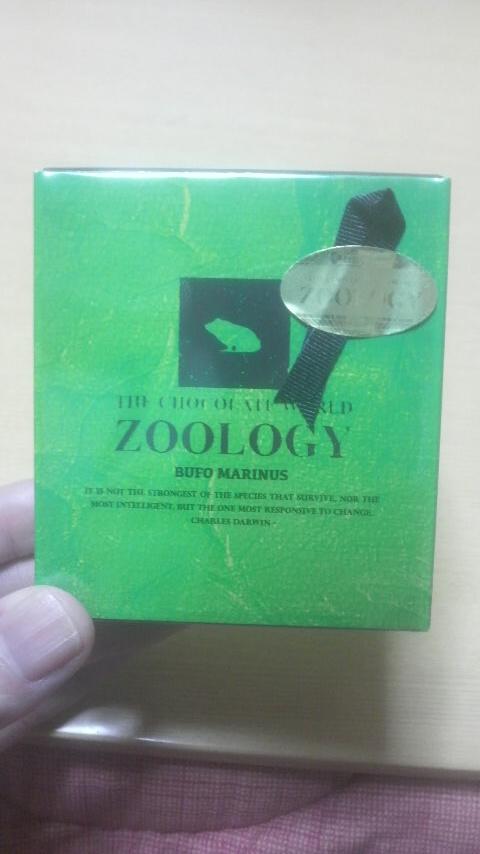 ZOOLOGY
THE CHOCOLATE WORLD
ZOOLOGY
BUFO MARINUS
IT IS NOT THE STRONGEST OF THE SPECIES THAT SURVIVE, NOR THE
MOST INTELLIGENT, BUT THE ONE MOST RESPONSIVE TO CHANGE.
CHARLES DARWIN -